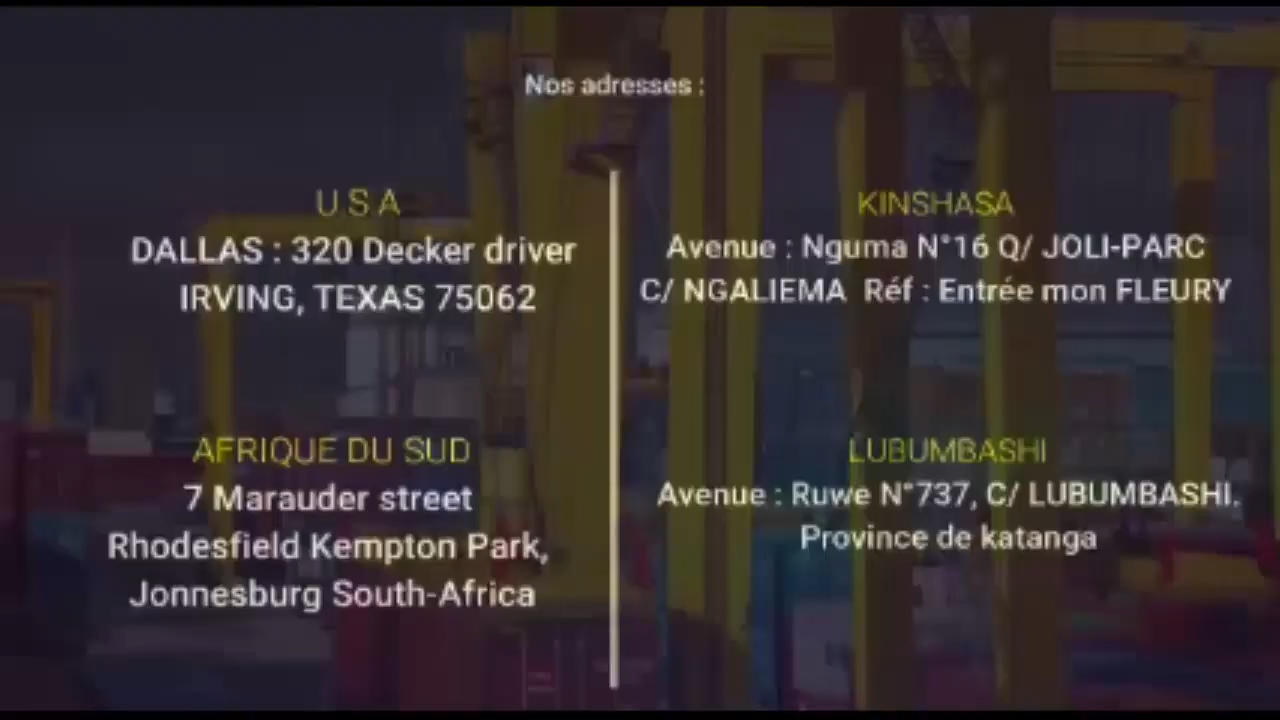 Nos adresses :
U S A
DALLAS : 320 Decker driver
IRVING, TEXAS 75062
KINSHASA
Avenue : Nguma N°16 Q/ JOLI-PARC
C/ NGALIEMA Réf : Entrée mon FLEURY
AFRIQUE DU SUD
7 Marauder street
Rhodesfield Kempton Park,
Jonnesburg South-Africa
LUBUMBASHI
Avenue : Ruwe N°737, C/ LUBUMBASHI.
Province de katanga